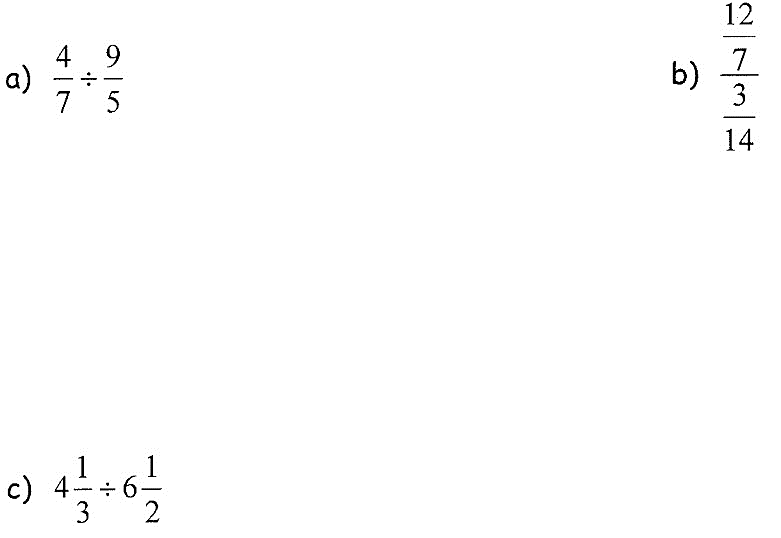 a) 4/7 ÷ 9/5
b) (12/7)/(3/14)
c) 4 1/3 ÷ 6 1/2